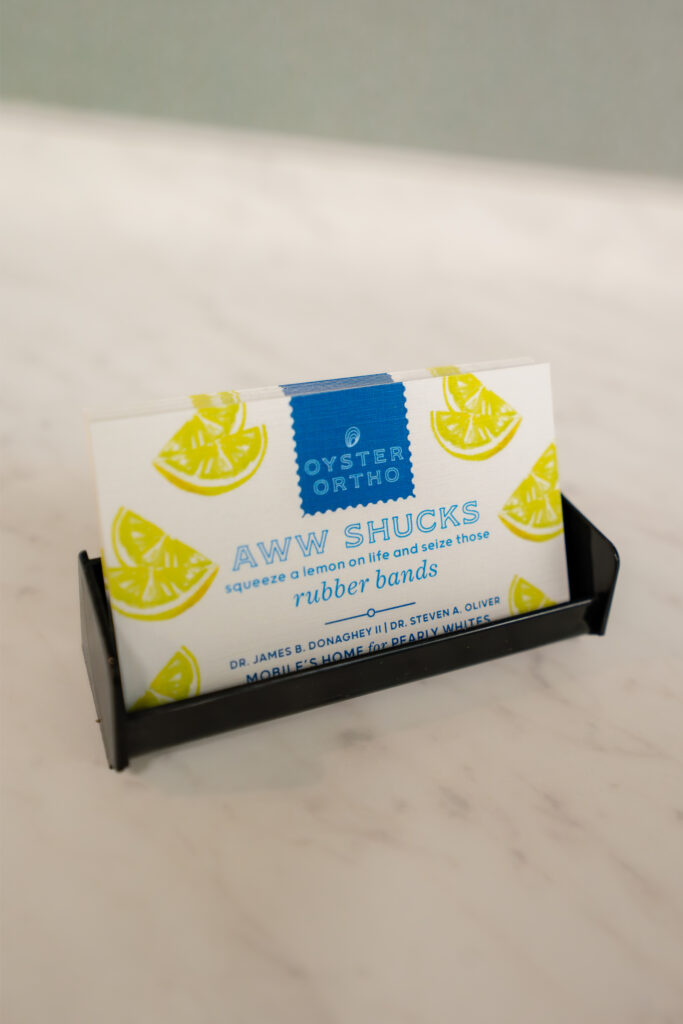 OYSTER
ORTHO
AWW SHUCKS
squeeze a lemon on life and seize those
rubber bands
DR. JAMES B. DONAGHEY II | DR. STEVEN A. OLIVER
MOBILE'S HOME for PEARLY WHITES